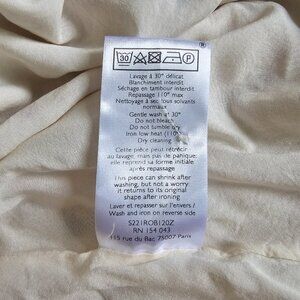 ®
30 P
Lavage à 30° délicat
Blanchiment interdit
Séchage en tambour interdit
Repassage 110° max
Nettoyage à sec tous solvants
normaux
Gentle wash at 30°
Do not bleach
Do not tumble dry
Iron low heat (110°)
Dry cleaning
Cette pièce peut rétrécir
au lavage, mais pas de panique:
elle reprend sa forme initiale
après repassage
This piece can shrink after
washing, but not a worry
it returns to its original
shape after ironing
Laver et repasser sur l'envers /
Wash and iron on reverse side
S221ROB120Z
RN 154 043
115 rue du Bac 75007 Paris